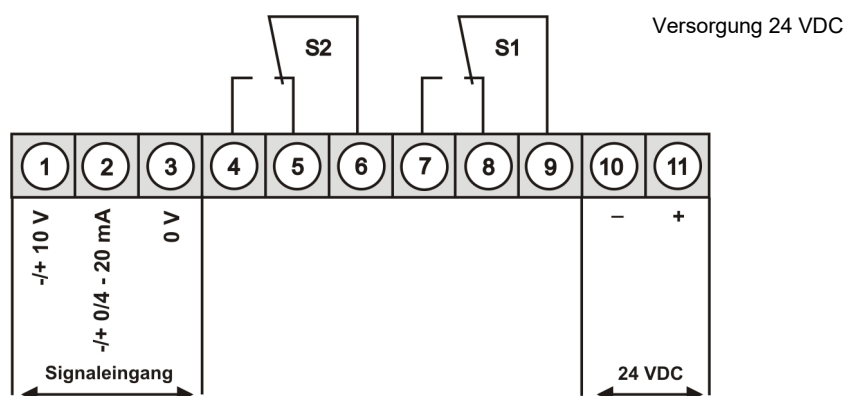 Versorgung 24 VDC
S2
S1
1 2 3 4 5 6 7 8 9 10 11
-/+ 10 V
-/+ 0/4 - 20 mA
0 V
– +
Signaleingang
24 VDC